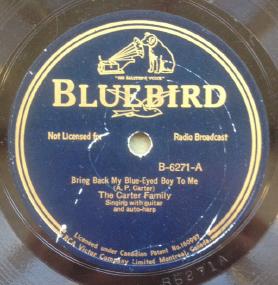 "HIS MASTER'S VOICE"
BLUEBIRD
Not Licensed for Radio Broadcast
B-6271-A
Bring Back My Blue-Eyed Boy To Me
(A. P. Carter)
The Carter Family
Singing with guitar
and auto-harp
Licensed under Canadian Patent No.
RCA Victor Company Limited Montreal, Canada
B5271A